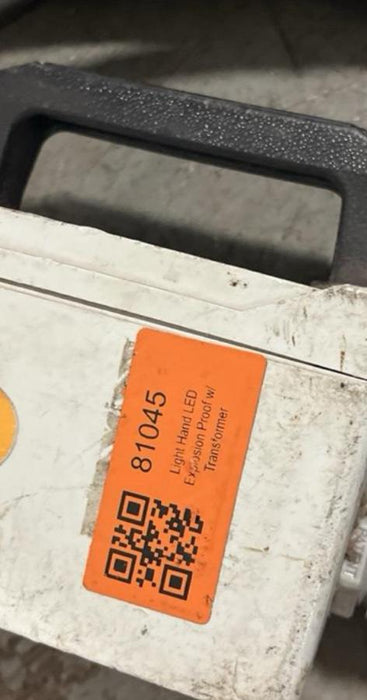 81045
Light Hand LED
Explosion Proof w/
Transformer